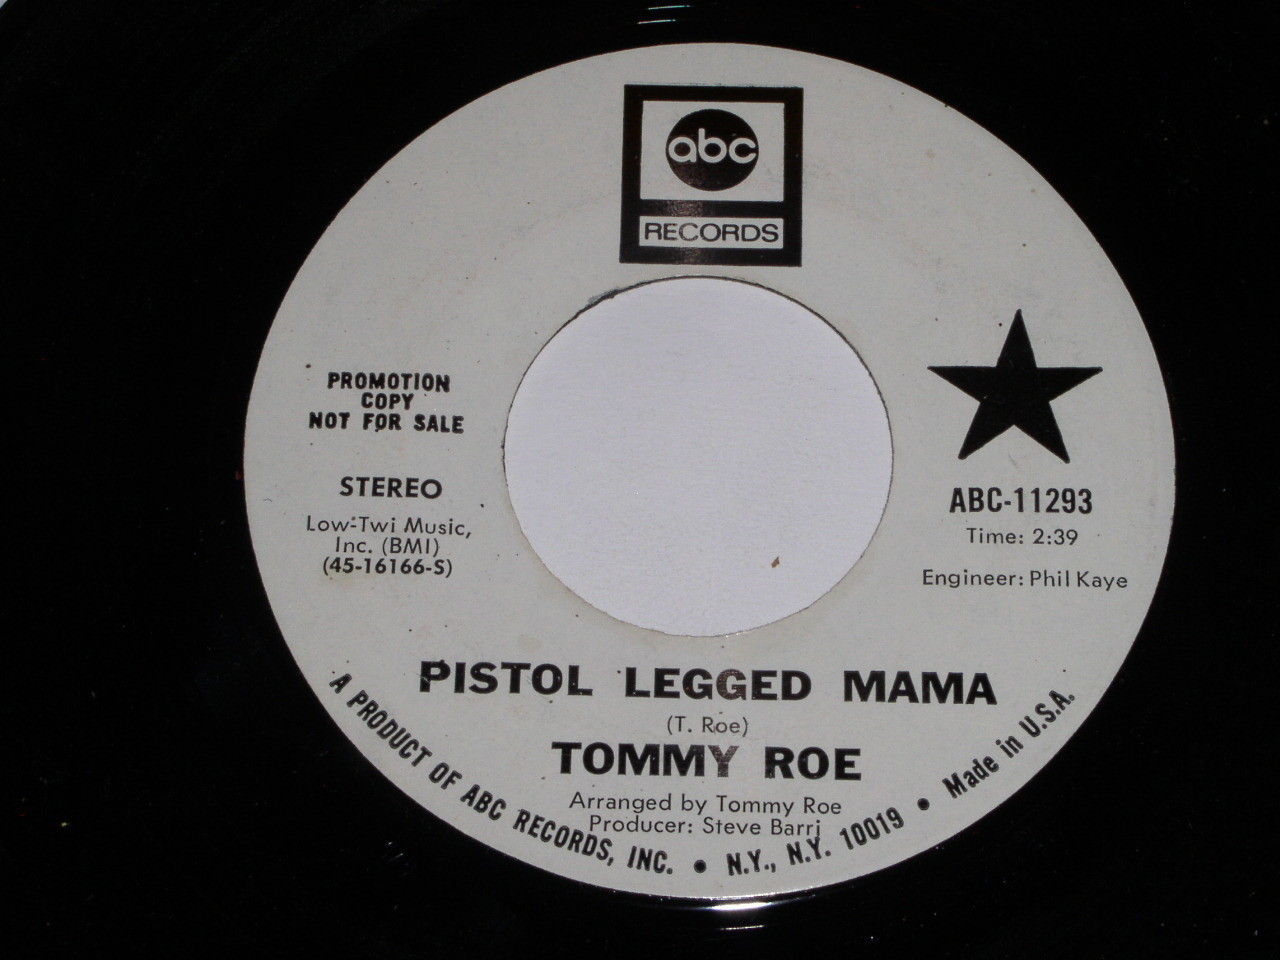 abc
RECORDS
PROMOTION
COPY
NOT FOR SALE
STEREO
Low-Twi Music,
Inc. (BMI)
(45-16166-S)
ABC-11293
Time: 2:39
Engineer: Phil Kaye
PISTOL LEGGED MAMA
(T. Roe)
TOMMY ROE
Arranged by Tommy Roe
Producer: Steve Barri
A PRODUCT OF ABC RECORDS, INC. • N.Y., N.Y. 10019 • Made in U.S.A.